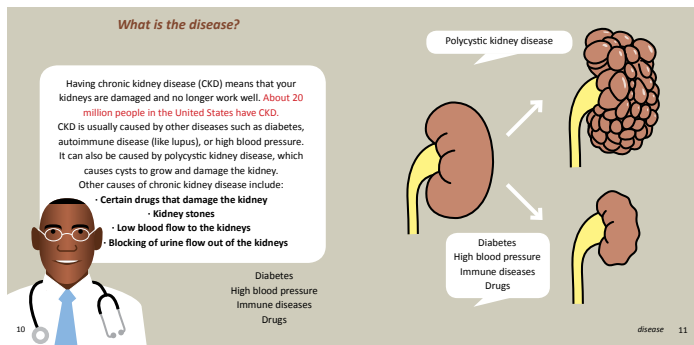 What is the disease?
Having chronic kidney disease (CKD) means that your
kidneys are damaged and no longer work well. About 20
million people in the United States have CKD.
CKD is usually caused by other diseases such as diabetes,
autoimmune disease (like lupus), or high blood pressure.
It can also be caused by polycystic kidney disease, which
causes cysts to grow and damage the kidney.
Other causes of chronic kidney disease include:
· Certain drugs that damage the kidney
· Kidney stones
· Low blood flow to the kidneys
· Blocking of urine flow out of the kidneys
Diabetes
High blood pressure
Immune diseases
Drugs
10
Polycystic kidney disease
Diabetes
High blood pressure
Immune diseases
Drugs
disease 11